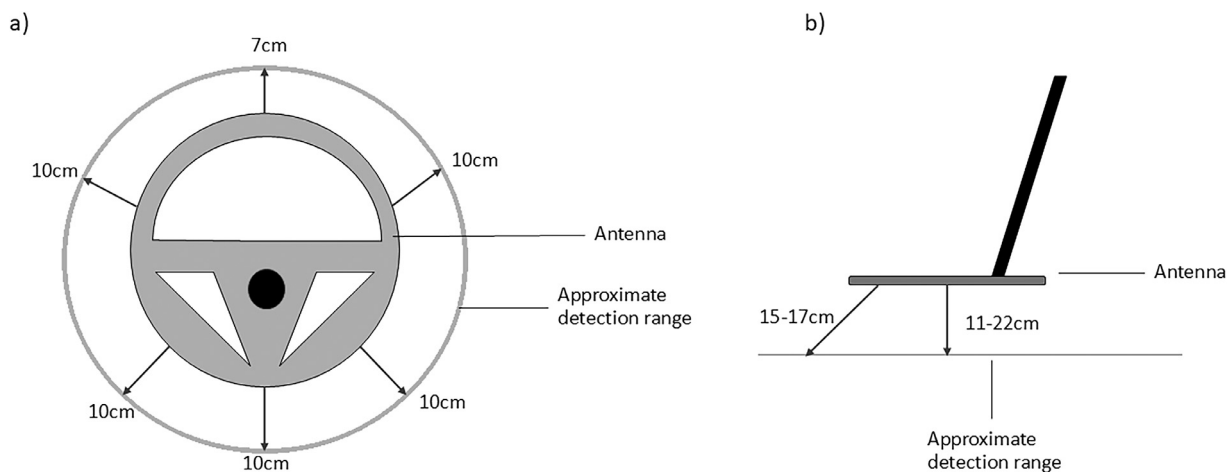 a)
7cm
10cm
10cm
Antenna
Approximate
detection range
10cm
10cm
10cm
b)
Antenna
15-17cm
11-22cm
Approximate
detection range